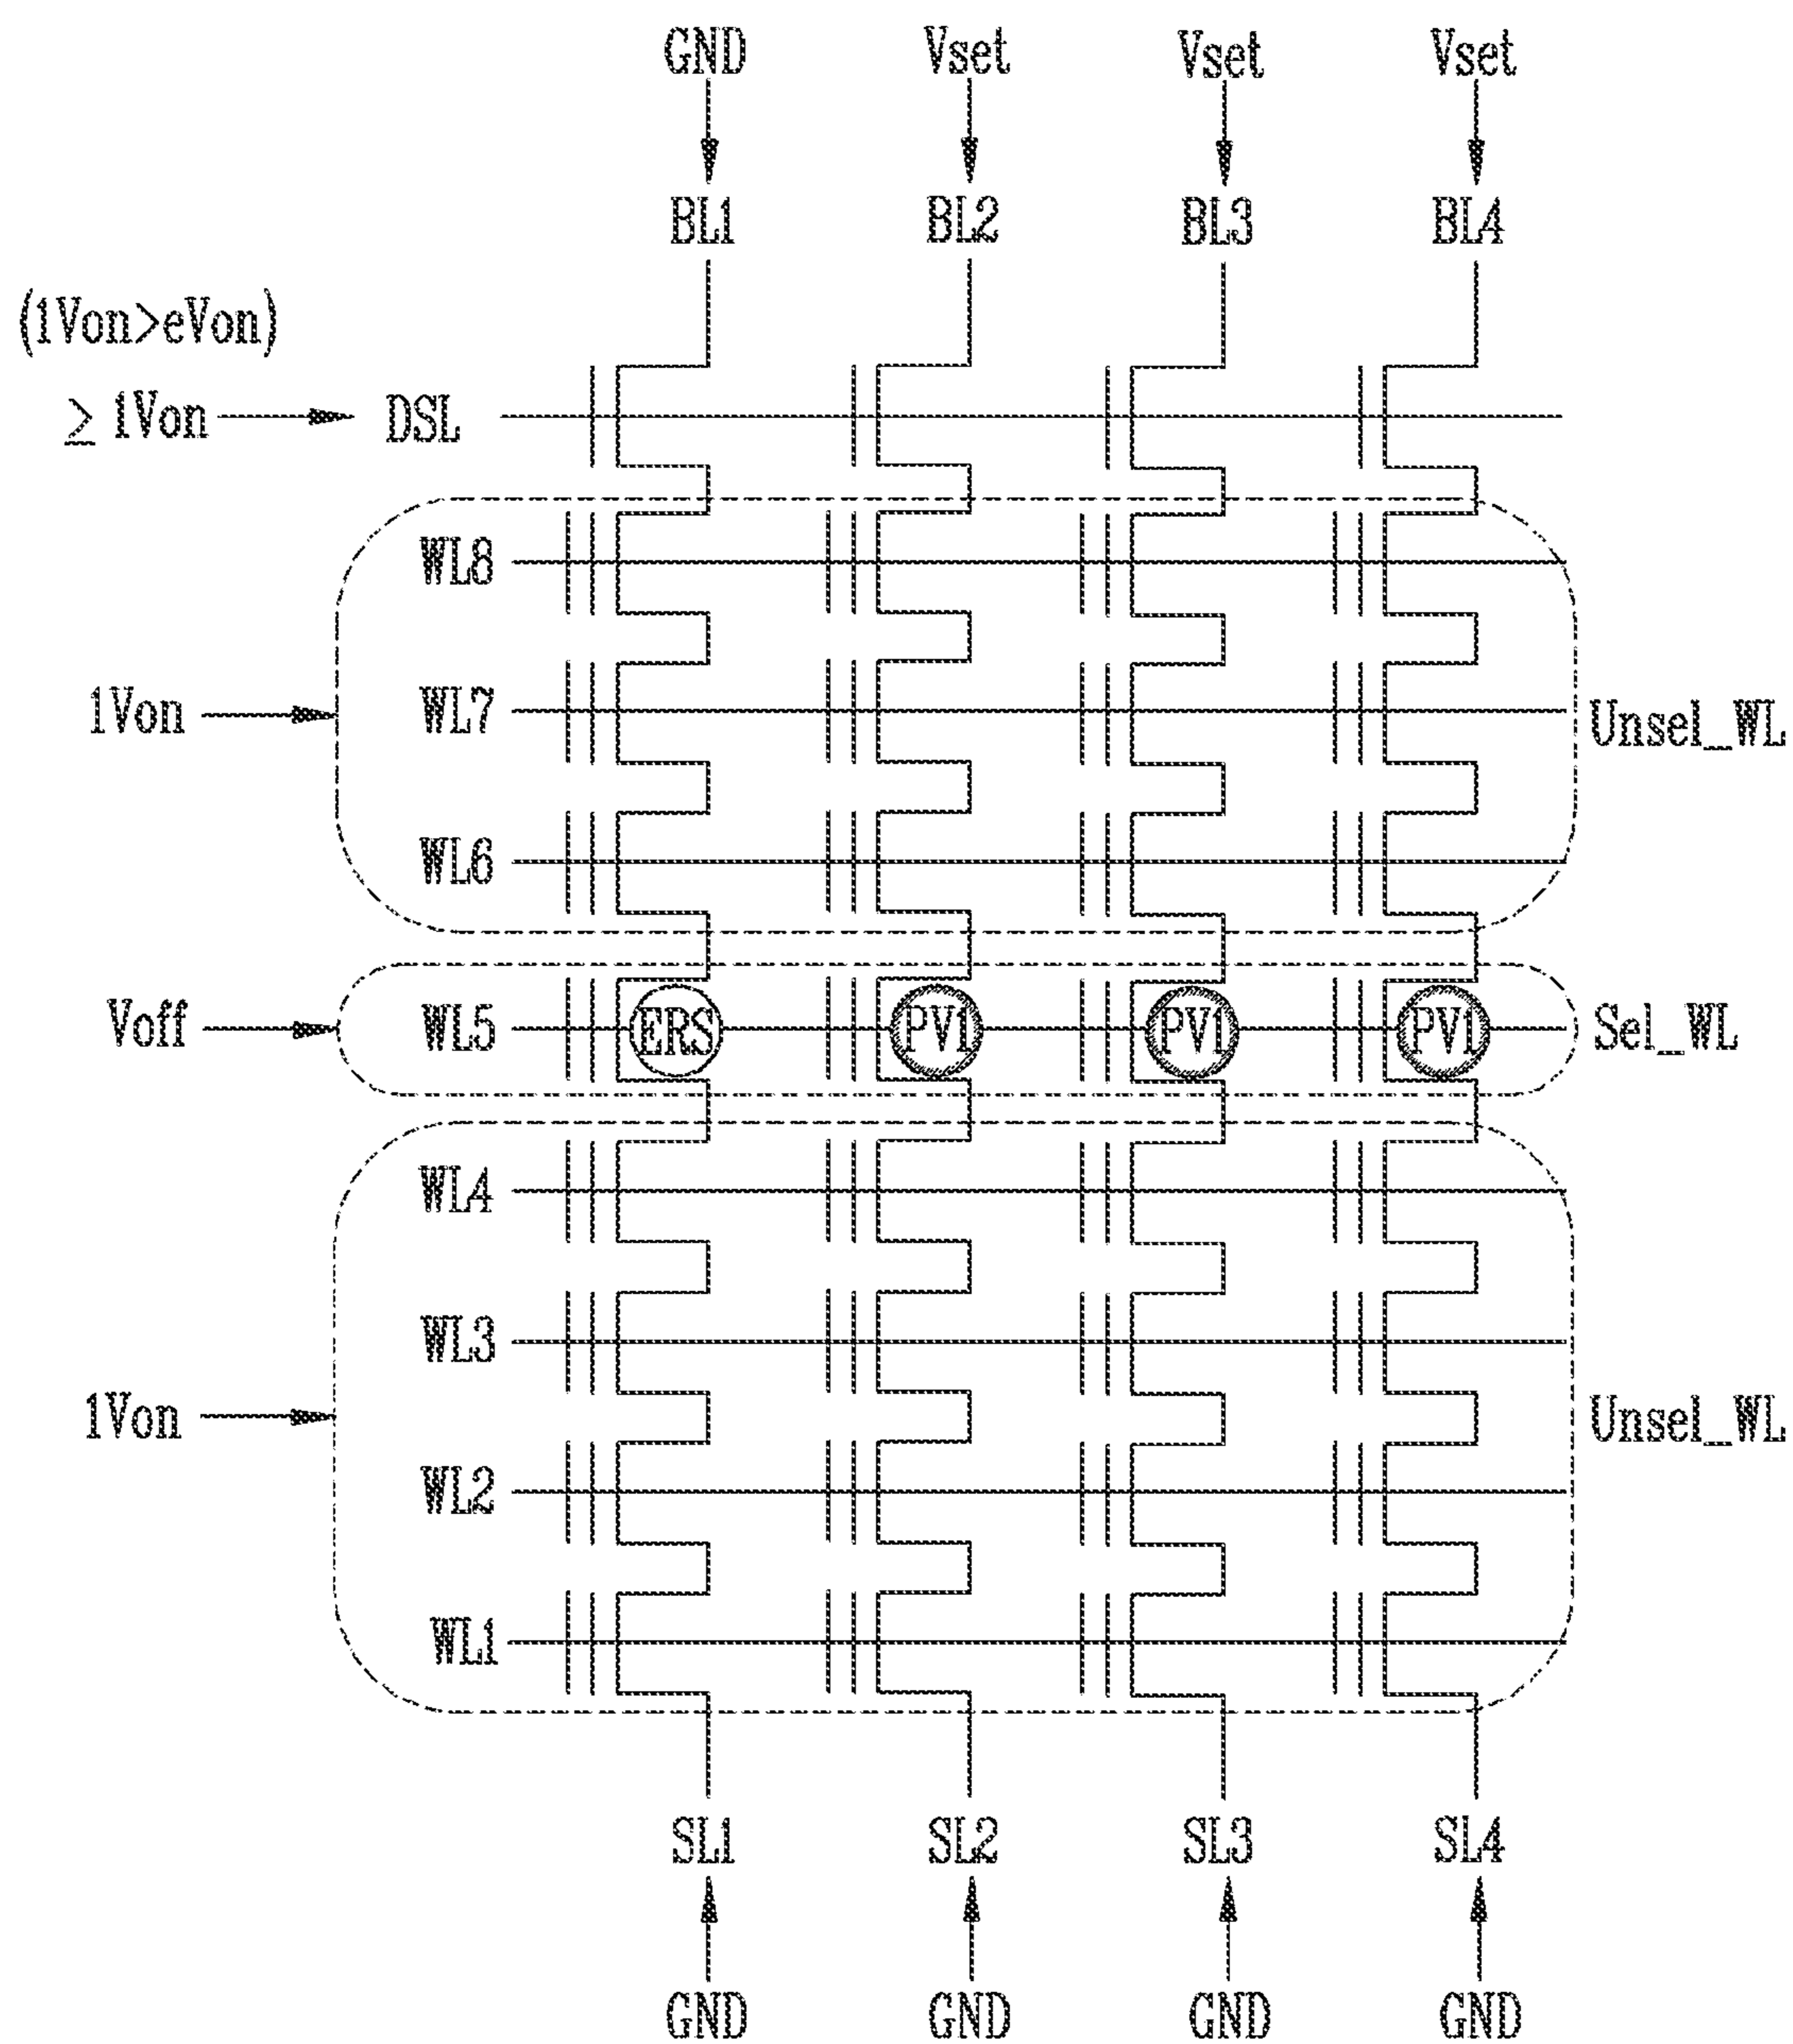 GND Vset Vset Vset
BL1 BL2 BL3 BL4
(1Von>eVon)
≥ 1Von DSL
WL8
1Von WL7 Unsel_WL
WL6
Voff WL5 ERS PV1 PV1 PV1 Sel_WL
WL4
WL3
1Von Unsel_WL
WL2
WL1
SL1 SL2 SL3 SL4
GND GND GND GND